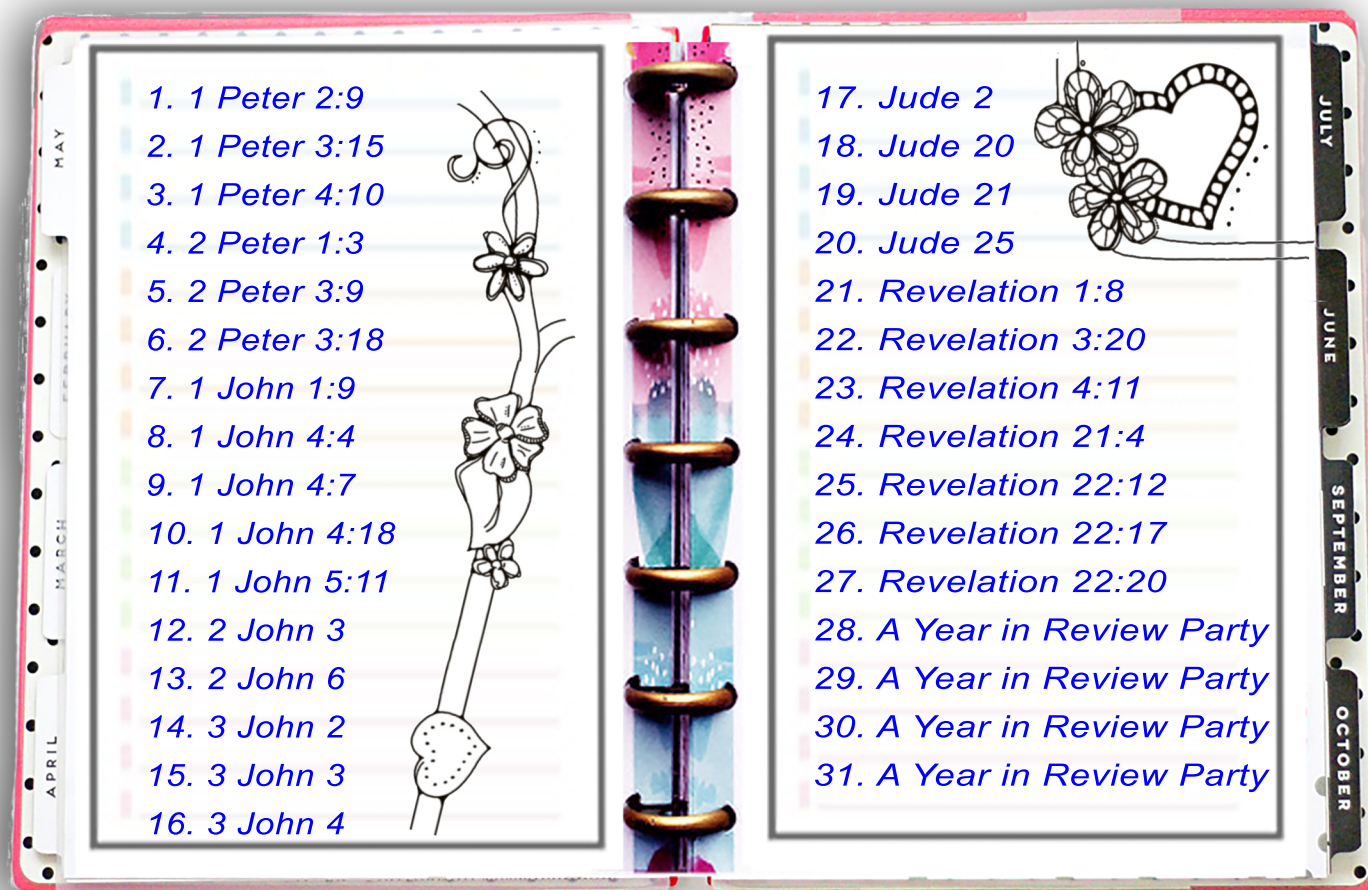 1. 1 Peter 2:9
2. 1 Peter 3:15
3. 1 Peter 4:10
4. 2 Peter 1:3
5. 2 Peter 3:9
6. 2 Peter 3:18
7. 1 John 1:9
8. 1 John 4:4
9. 1 John 4:7
10. 1 John 4:18
11. 1 John 5:11
12. 2 John 3
13. 2 John 6
14. 3 John 2
15. 3 John 3
16. 3 John 4
17. Jude 2
18. Jude 20
19. Jude 21
20. Jude 25
21. Revelation 1:8
22. Revelation 3:20
23. Revelation 4:11
24. Revelation 21:4
25. Revelation 22:12
26. Revelation 22:17
27. Revelation 22:20
28. A Year in Review Party
29. A Year in Review Party
30. A Year in Review Party
31. A Year in Review Party
MAY
FEBRUARY
MARCH
APRIL
JULY
JUNE
SEPTEMBER
OCTOBER